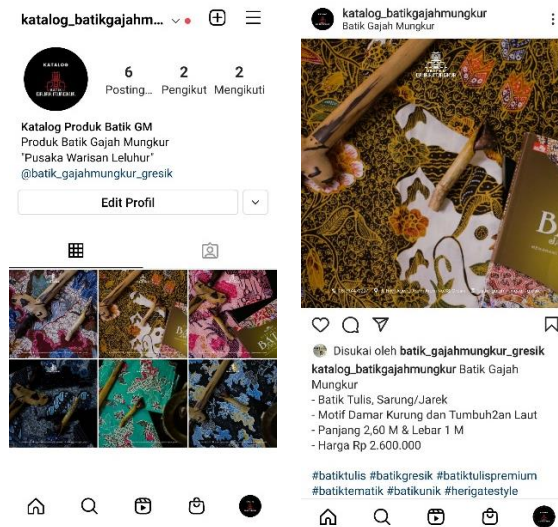 katalog_batikgajahm...
KATALOG
6
2
2
Posting...
Pengikut
Mengikuti
Katalog Produk Batik GM
Produk Batik Gajah Mungkur
"Pusaka Warisan Leluhur"
@batik_gajahmungkur_gresik
Edit Profil
katalog_batikgajahmungkur
Batik Gajah Mungkur
Disukai oleh batik_gajahmungkur_gresik
katalog_batikgajahmungkur Batik Gajah
Mungkur
- Batik Tulis, Sarung/Jarek
- Motif Damar Kurung dan Tumbuh2an Laut
- Panjang 2,60 M & Lebar 1 M
- Harga Rp 2.600.000
#batiktulis #batikgresik #batiktulispremium
#batiktematik #batikunik #herigatestyle